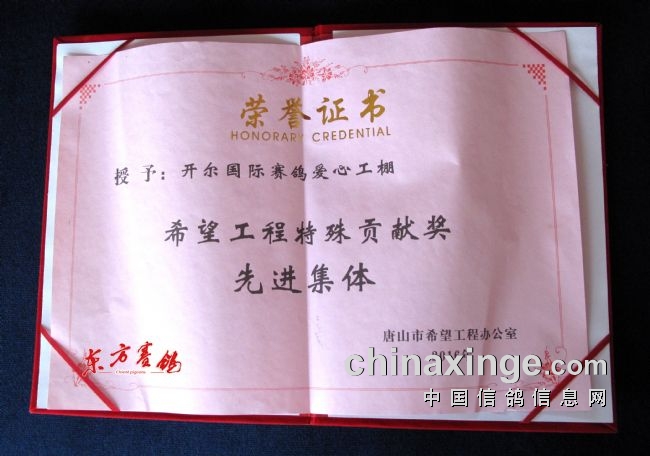 荣誉证书
HONORARY CREDENTIAL
授予：开尔国际赛鸽爱心工棚
希望工程特殊贡献奖
先进集体
唐山市希望工程办公室
东方赛鸽
chinaxinge.com
中国信鸽信息网